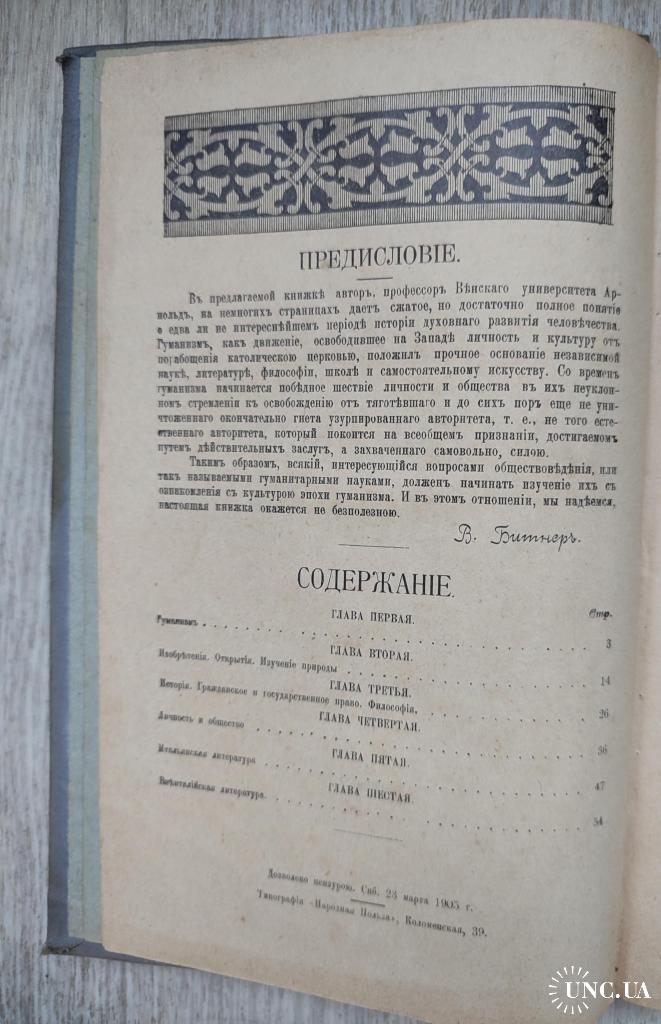 ПРЕДИСЛОВІЕ.
Въ предлагаемой книжкѣ авторъ, профессоръ Вѣнскаго университета Ар-
нольдъ, на немногихъ страницахъ даетъ сжатое, но достаточно полное понятіе
о едва ли не интереснѣйшемъ періодѣ исторіи духовнаго развитія человѣчества.
Гуманизмъ, какъ движеніе, освободившее на Западѣ личность и культуру отъ
порабощенія католическою церковью, положилъ прочное основаніе независимой
наукѣ, литературѣ, философіи, школѣ и самостоятельному искусству. Со временъ
гуманизма начинается побѣдное шествіе личности и общества въ ихъ неуклон-
номъ стремленіи къ освобожденію отъ тяготѣвшаго и до сихъ поръ еще не уни-
чтоженнаго окончательно гнета узурпированнаго авторитета, т. е., не того есте-
ственнаго авторитета, который покоится на всеобщемъ признаніи, достигаемомъ
путемъ дѣйствительныхъ заслугъ, а захваченнаго самовольно, силою.
Такимъ образомъ, всякій, интересующійся вопросами обществовѣдѣнія, или
такъ называемыми гуманитарными науками, долженъ начинать изученіе ихъ съ
ознакомленія съ культурою эпохи гуманизма. И въ этомъ отношеніи, мы надѣемся,
настоящая книжка окажется не безполезною.
В. Битнеръ.
СОДЕРЖАНІЕ.
Стр.
ГЛАВА ПЕРВАЯ.
Гуманизмъ . . . . . 3
ГЛАВА ВТОРАЯ.
Изобрѣтенія. Открытія. Изученіе природы . . . . . 14
ГЛАВА ТРЕТЬЯ.
Исторія. Гражданское и государственное право. Философія, . . . . . 26
ГЛАВА ЧЕТВЕРТАЯ.
Личность и общество . . . . . 36
ГЛАВА ПЯТАЯ.
Итальянская литература . . . . . 47
ГЛАВА ШЕСТАЯ.
Внѣиталійская литература. . . . . . 54
Дозволено цензурою. Спб. 23 марта 1905 г.
Типографія «Народная Польза», Коломенская, 39.
UNC.UA